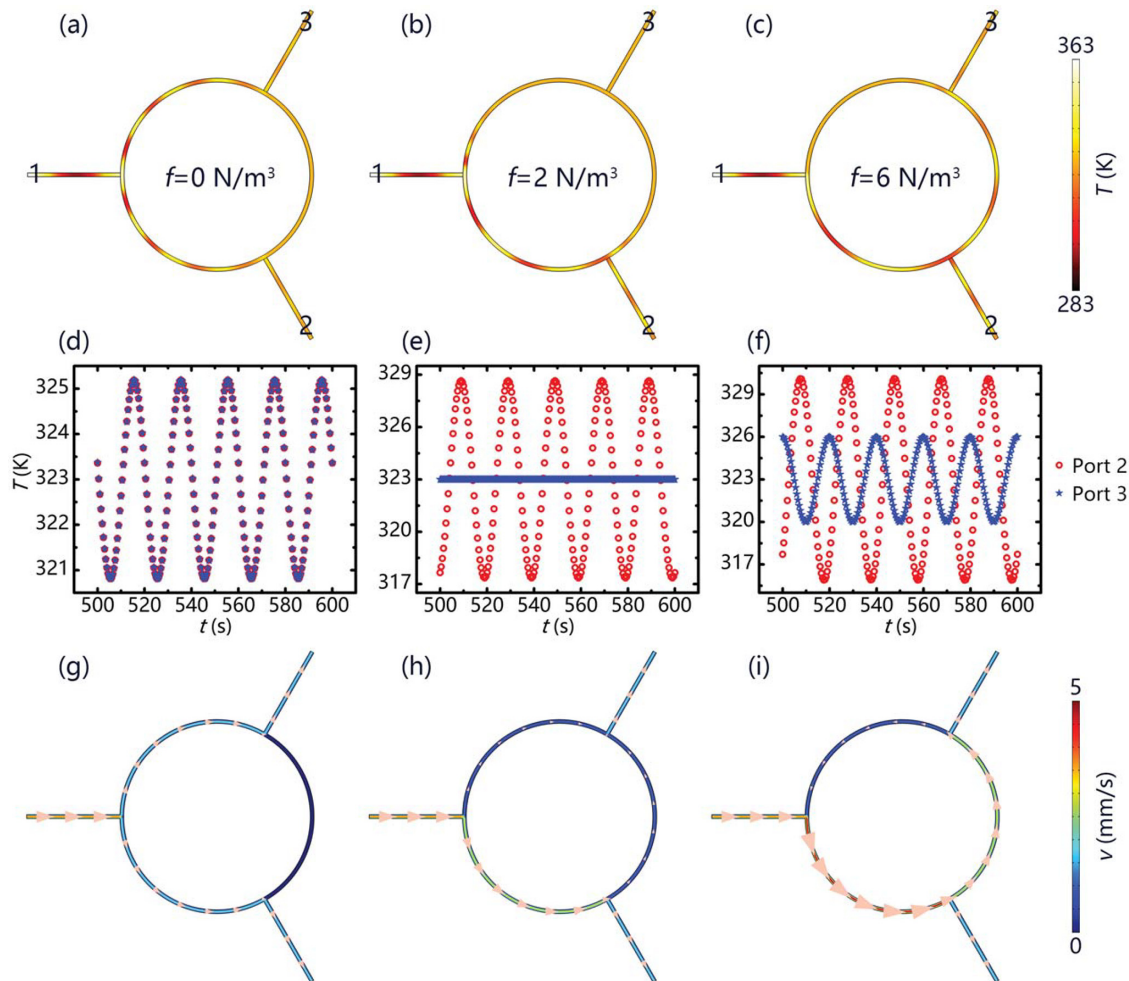 (a) (b) (c)
3 3 3
363
1 f=0 N/m³ 1 f=2 N/m³ 1 f=6 N/m³
T (K)
283
2 2 2
(d) (e) (f)
T (K)
325
324
323
322
321
500 520 540 560 580 600
t (s)
329
326
323
320
317
500 520 540 560 580 600
t (s)
329
326
323
320
317
500 520 540 560 580 600
t (s)
Port 2
Port 3
(g) (h) (i)
5
v (mm/s)
0